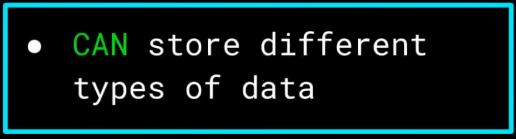 • CAN store different
types of data